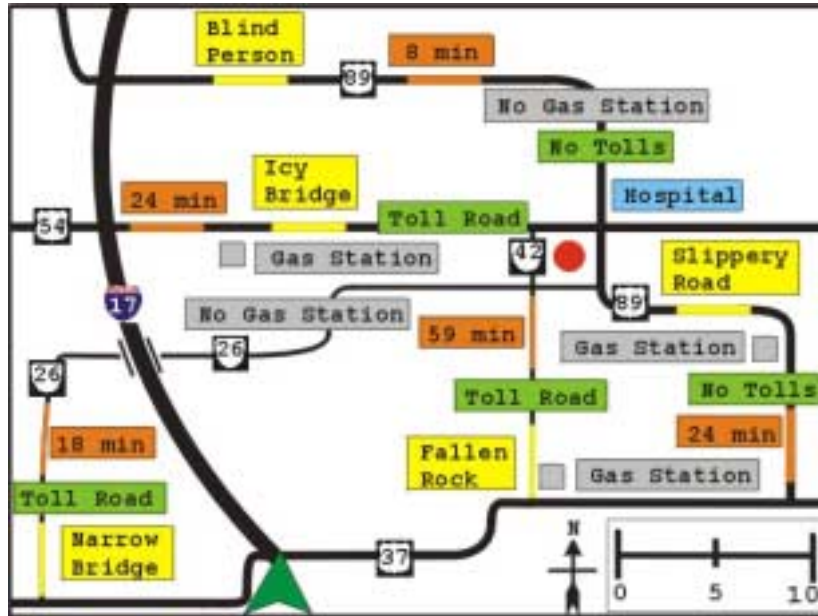 Blind
Person
89
8 min
No Gas Station
No Tolls
24 min
Icy
Bridge
Toll Road
Hospital
54
Gas Station
42
Slippery
Road
17
No Gas Station
89
59 min
Gas Station
26
26
Toll Road
No Tolls
18 min
Fallen
Rock
24 min
Gas Station
Toll Road
Narrow
Bridge
37
N
0 5 10